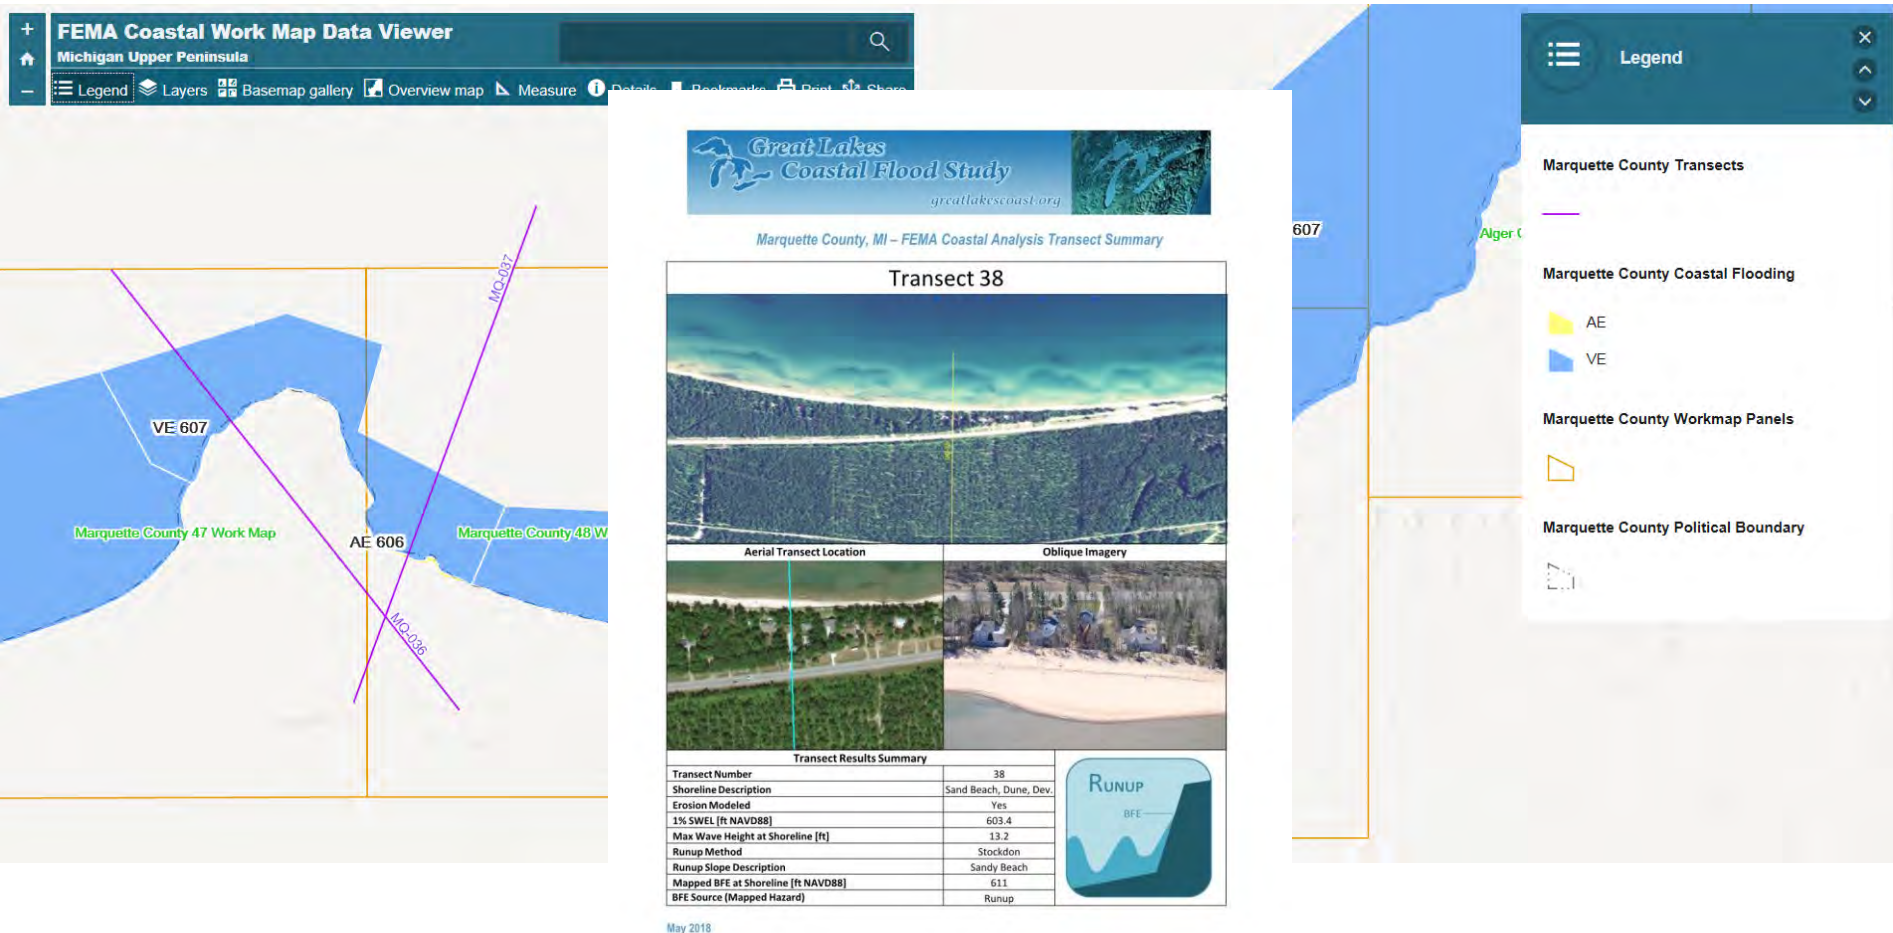 FEMA Coastal Work Map Data Viewer
Michigan Upper Peninsula
Legend Layers Basemap gallery Overview map Measure Details Bookmarks Print Share
MQ-037
VE 607
Marquette County 47 Work Map
AE 606
Marquette County 48 W
MQ-036
Great Lakes
Coastal Flood Study
greatlakescoast.org
Marquette County, MI – FEMA Coastal Analysis Transect Summary
Transect 38
Aerial Transect Location Oblique Imagery
Transect Results Summary
Transect Number 38
Shoreline Description Sand Beach, Dune, Dev.
Erosion Modeled Yes
1% SWEL [ft NAVD88] 603.4
Max Wave Height at Shoreline [ft] 13.2
Runup Method Stockdon
Runup Slope Description Sandy Beach
Mapped BFE at Shoreline [ft NAVD88] 611
BFE Source (Mapped Hazard) Runup
RUNUP
BFE
May 2018
607
Alger
Legend
Marquette County Transects
Marquette County Coastal Flooding
AE
VE
Marquette County Workmap Panels
Marquette County Political Boundary